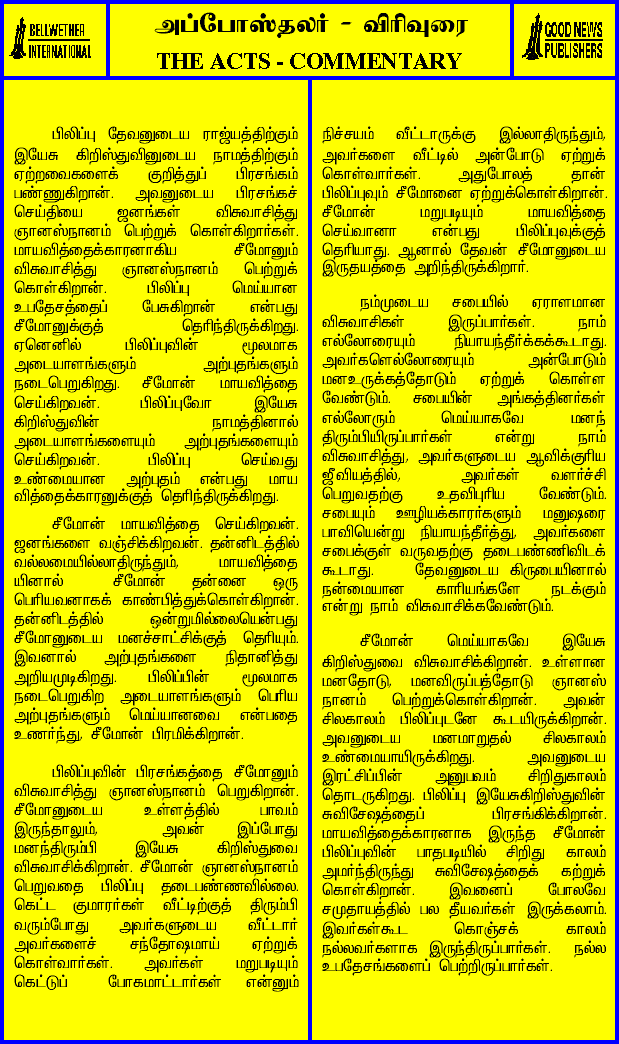 BELLWETHER
INTERNATIONAL
அப்போஸ்தலர் - விரிவுரை
THE ACTS - COMMENTARY
GOOD NEWS
PUBLISHERS
பிலிப்பு தேவனுடைய ராஜ்யத்திற்கும்
இயேசு கிறிஸ்துவினுடைய நாமத்திற்கும்
ஏற்றவைகளைக் குறித்துப் பிரசங்கம்
பண்ணுகிறான். அவனுடைய பிரசங்கச்
செய்தியை ஜனங்கள் விசுவாசித்து
ஞானஸ்நானம் பெற்றுக் கொள்கிறார்கள்.
மாயவித்தைக்காரனாகிய சீமோனும்
விசுவாசித்து ஞானஸ்நானம் பெற்றுக்
கொள்கிறான். பிலிப்பு மெய்யான
உபதேசத்தைப் பேசுகிறான் என்பது
சீமோனுக்குத் தெரிந்திருக்கிறது.
ஏனெனில் பிலிப்புவின் மூலமாக
அடையாளங்களும் அற்புதங்களும்
நடைபெறுகிறது. சீமோன் மாயவித்தை
செய்கிறவன். பிலிப்புவோ இயேசு
கிறிஸ்துவின் நாமத்தினால்
அடையாளங்களையும் அற்புதங்களையும்
செய்கிறவன். பிலிப்பு செய்வது
உண்மையான அற்புதம் என்பது மாய
வித்தைக்காரனுக்குத் தெரிந்திருக்கிறது.
சீமோன் மாயவித்தை செய்கிறவன்.
ஜனங்களை வஞ்சிக்கிறவன். தன்னிடத்தில்
வல்லமையில்லாதிருந்தும், மாயவித்தை
யினால் சீமோன் தன்னை ஒரு
பெரியவனாகக் காண்பித்துக்கொள்கிறான்.
தன்னிடத்தில் ஒன்றுமில்லையென்பது
சீமோனுடைய மனச்சாட்சிக்குத் தெரியும்.
இவனால் அற்புதங்களை நிதானித்து
அறியமுடிகிறது. பிலிப்பின் மூலமாக
நடைபெறுகிற அடையாளங்களும் பெரிய
அற்புதங்களும் மெய்யானவை என்பதை
உணர்ந்து, சீமோன் பிரமிக்கிறான்.
பிலிப்புவின் பிரசங்கத்தை சீமோனும்
விசுவாசித்து ஞானஸ்நானம் பெறுகிறான்.
சீமோனுடைய உள்ளத்தில் பாவம்
இருந்தாலும், அவன் இப்போது
மனந்திரும்பி இயேசு கிறிஸ்துவை
விசுவாசிக்கிறான். சீமோன் ஞானஸ்நானம்
பெறுவதை பிலிப்பு தடைபண்ணவில்லை.
கெட்ட குமாரர்கள் வீட்டிற்குத் திரும்பி
வரும்போது அவர்களுடைய வீட்டார்
அவர்களைச் சந்தோஷமாய் ஏற்றுக்
கொள்வார்கள். அவர்கள் மறுபடியும்
கெட்டுப் போகமாட்டார்கள் என்னும்
நிச்சயம் வீட்டாருக்கு இல்லாதிருந்தும்,
அவர்களை வீட்டில் அன்போடு ஏற்றுக்
கொள்வார்கள். அதுபோலத் தான்
பிலிப்புவும் சீமோனை ஏற்றுக்கொள்கிறான்.
சீமோன் மறுபடியும் மாயவித்தை
செய்வானா என்பது பிலிப்புவுக்குத்
தெரியாது. ஆனால் தேவன் சீமோனுடைய
இருதயத்தை அறிந்திருக்கிறார்.
நம்முடைய சபையில் ஏராளமான
விசுவாசிகள் இருப்பார்கள். நாம்
எல்லோரையும் நியாயந்தீர்க்கக்கூடாது.
அவர்களெல்லோரையும் அன்போடும்
மனஉருக்கத்தோடும் ஏற்றுக் கொள்ள
வேண்டும். சபையின் அங்கத்தினர்கள்
எல்லோரும் மெய்யாகவே மனந்
திரும்பியிருப்பார்கள் என்று நாம்
விசுவாசித்து, அவர்களுடைய ஆவிக்குரிய
ஜீவியத்தில், அவர்கள் வளர்ச்சி
பெறுவதற்கு உதவிபுரிய வேண்டும்.
சபையும் ஊழியக்காரர்களும் மனுஷரை
பாவியென்று நியாயந்தீர்த்து, அவர்களை
சபைக்குள் வருவதற்கு தடைபண்ணிவிடக்
கூடாது. தேவனுடைய கிருபையினால்
நன்மையான காரியங்களே நடக்கும்
என்று நாம் விசுவாசிக்கவேண்டும்.
சீமோன் மெய்யாகவே இயேசு
கிறிஸ்துவை விசுவாசிக்கிறான். உள்ளான
மனதோடு, மனவிருப்பத்தோடு ஞானஸ்
நானம் பெற்றுக்கொள்கிறான். அவன்
சிலகாலம் பிலிப்புடனே கூடயிருக்கிறான்.
அவனுடைய மனமாறுதல் சிலகாலம்
உண்மையாயிருக்கிறது. அவனுடைய
இரட்சிப்பின் அனுபவம் சிறிதுகாலம்
தொடருகிறது. பிலிப்பு இயேசுகிறிஸ்துவின்
சுவிசேஷத்தைப் பிரசங்கிக்கிறான்.
மாயவித்தைக்காரனாக இருந்த சீமோன்
பிலிப்புவின் பாதபடியில் சிறிது காலம்
அமர்ந்திருந்து சுவிசேஷத்தைக் கற்றுக்
கொள்கிறான். இவனைப் போலவே
சமுதாயத்தில் பல தீயவர்கள் இருக்கலாம்.
இவர்கள்கூட கொஞ்சக் காலம்
நல்லவர்களாக இருந்திருப்பார்கள். நல்ல
உபதேசங்களைப் பெற்றிருப்பார்கள்.